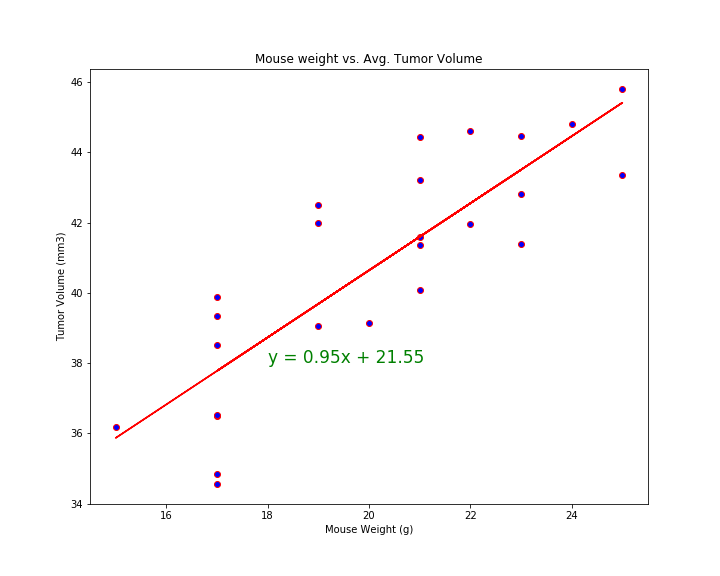 Mouse weight vs. Avg. Tumor Volume
46
44
42
40
38
36
34
Tumor Volume (mm3)
y = 0.95x + 21.55
16 18 20 22 24
Mouse Weight (g)